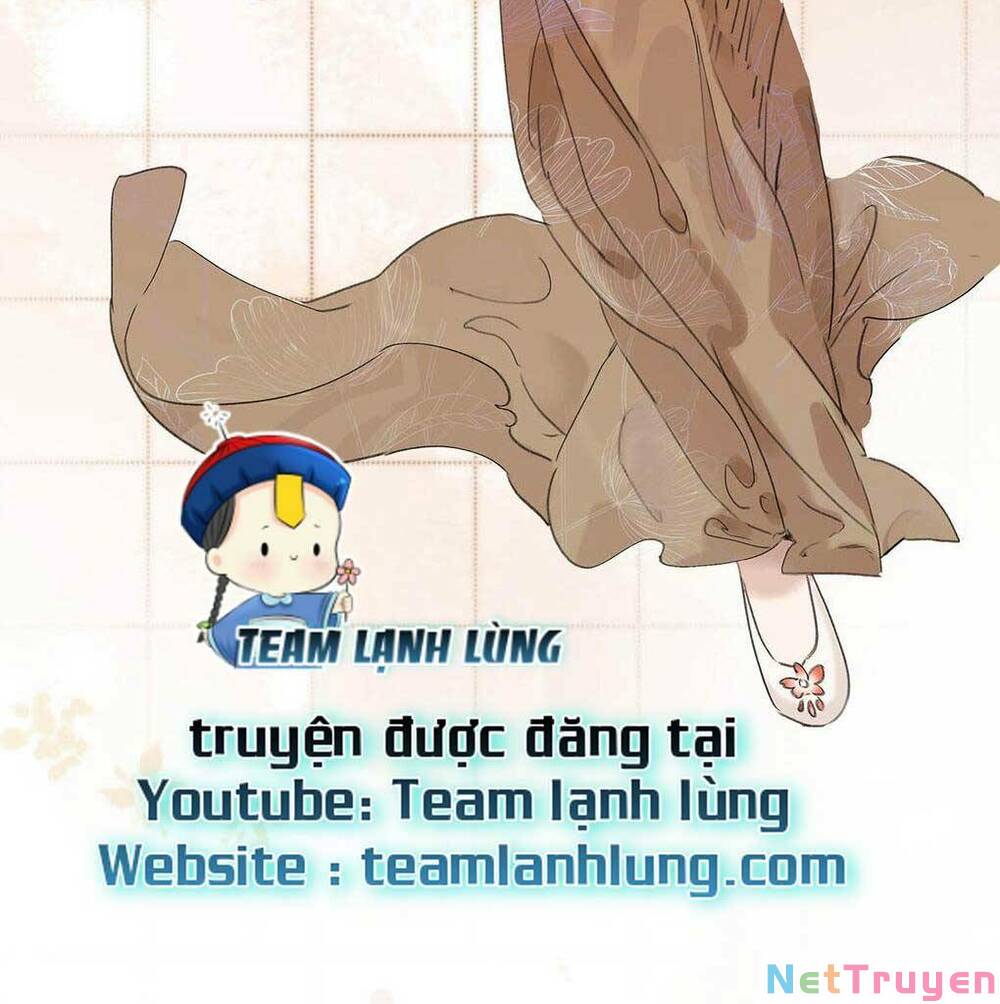 TEAM LẠNH LÙNG
truyện được đăng tại
Youtube: Team lạnh lùng
Website : teamlanhlung.com
NetTruyen